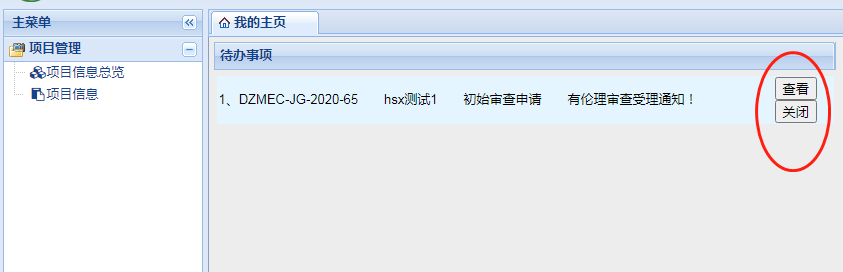 主菜单
我的主页
项目管理
待办事项
项目信息总览
项目信息
1、DZMEC-JG-2020-65 hsx测试1 初始审查申请 有伦理审查受理通知！
查看
关闭